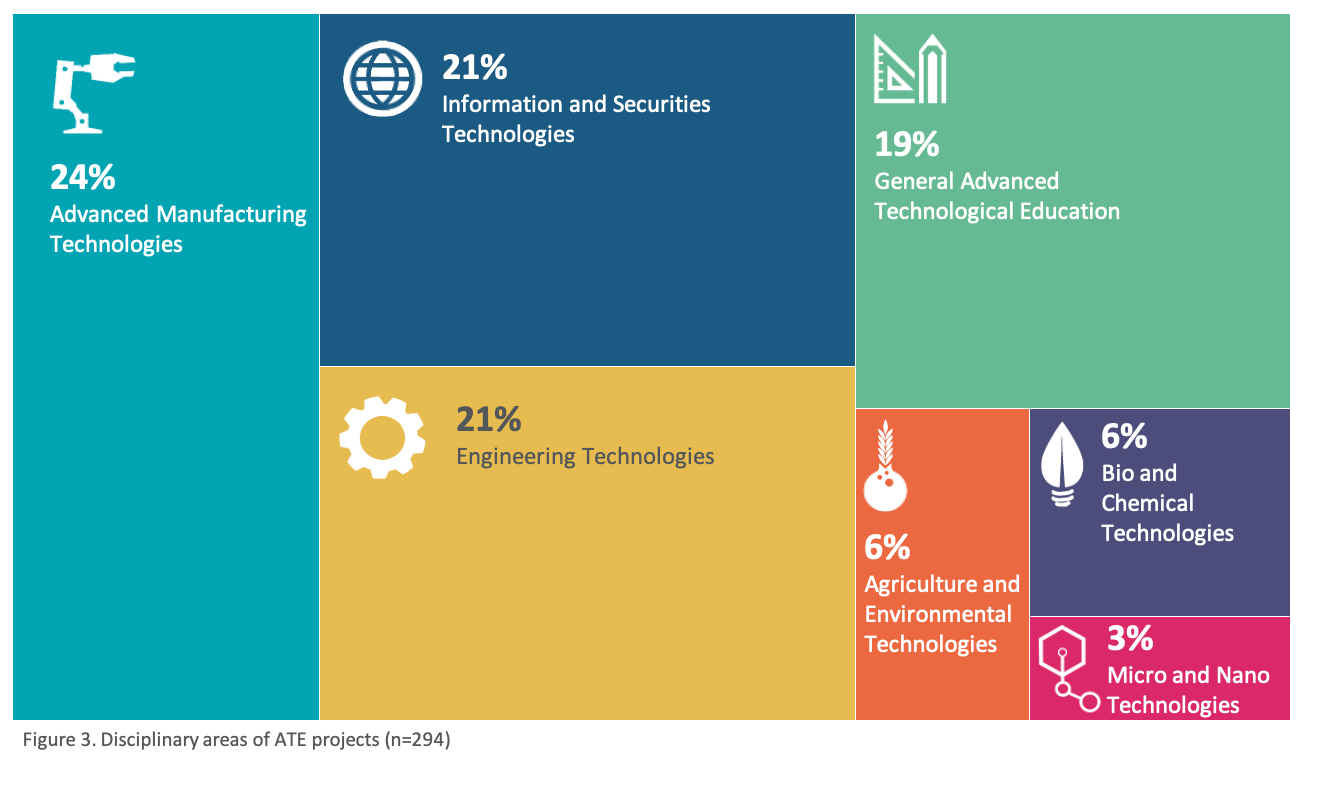 24%
Advanced Manufacturing
Technologies
21%
Information and Securities
Technologies
21%
Engineering Technologies
19%
General Advanced
Technological Education
6%
Agriculture and
Environmental
Technologies
6%
Bio and
Chemical
Technologies
3%
Micro and Nano
Technologies
Figure 3. Disciplinary areas of ATE projects (n=294)